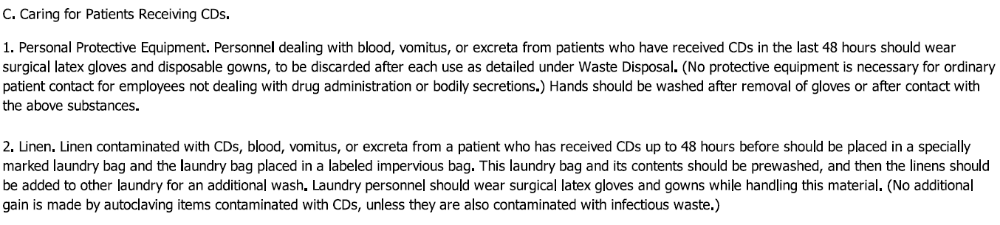 C. Caring for Patients Receiving CDs.
1. Personal Protective Equipment. Personnel dealing with blood, vomitus, or excreta from patients who have received CDs in the last 48 hours should wear
surgical latex gloves and disposable gowns, to be discarded after each use as detailed under Waste Disposal. (No protective equipment is necessary for ordinary
patient contact for employees not dealing with drug administration or bodily secretions.) Hands should be washed after removal of gloves or after contact with
the above substances.
2. Linen. Linen contaminated with CDs, blood, vomitus, or excreta from a patient who has received CDs up to 48 hours before should be placed in a specially
marked laundry bag and the laundry bag placed in a labeled impervious bag. This laundry bag and its contents should be prewashed, and then the linens should
be added to other laundry for an additional wash. Laundry personnel should wear surgical latex gloves and gowns while handling this material. (No additional
gain is made by autoclaving items contaminated with CDs, unless they are also contaminated with infectious waste.)